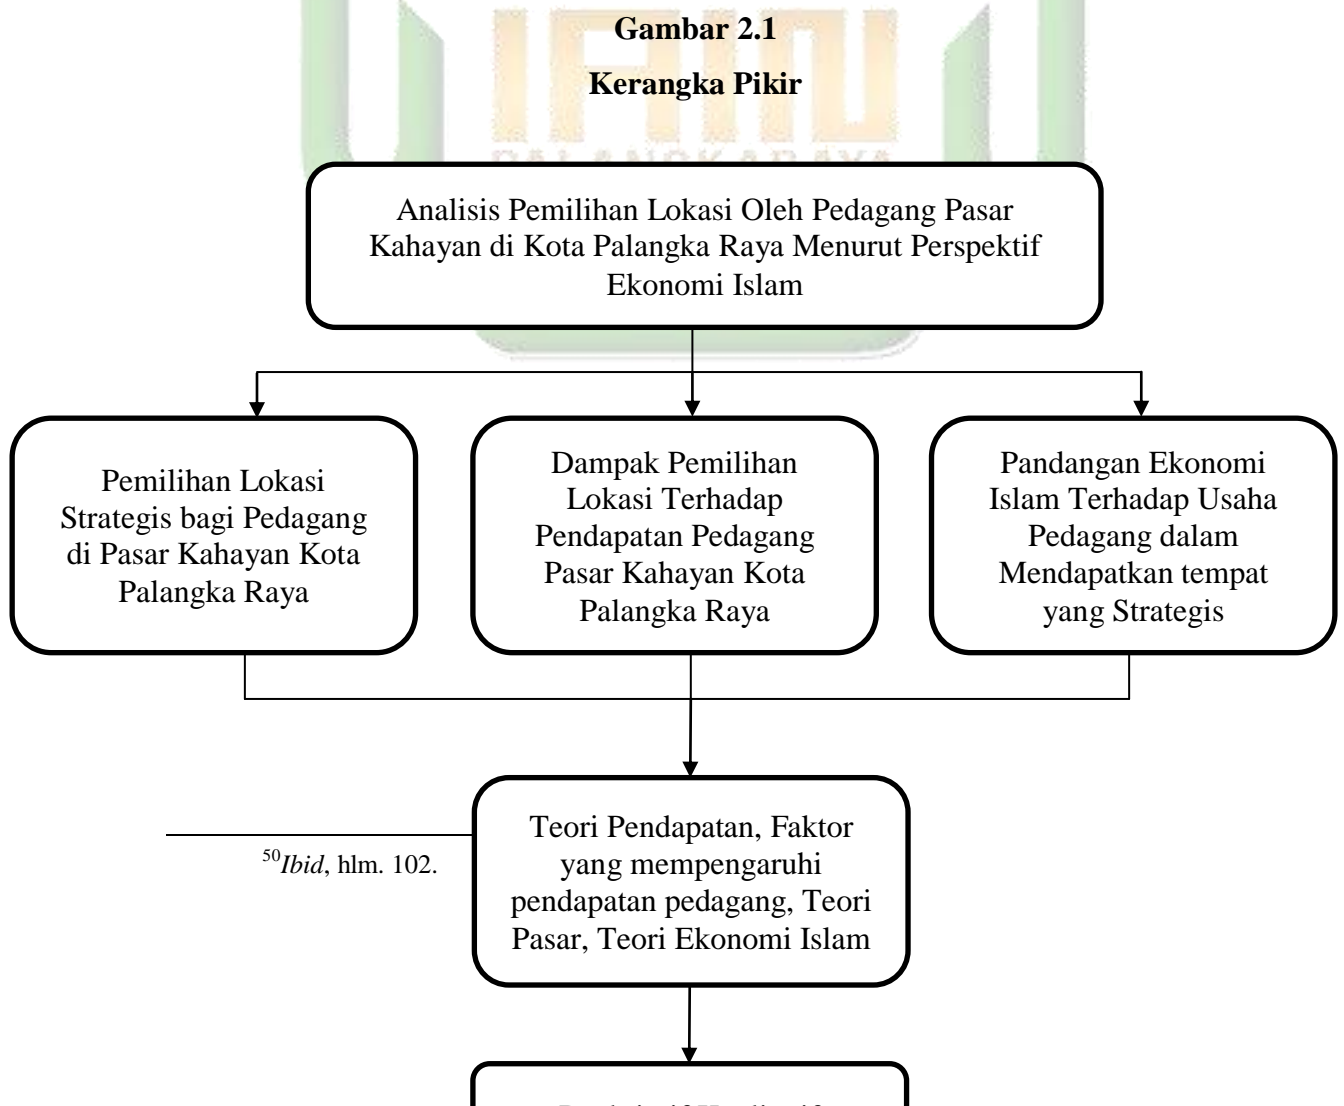 Gambar 2.1
Kerangka Pikir
IAIN
PALANGKARAYA
Analisis Pemilihan Lokasi Oleh Pedagang Pasar
Kahayan di Kota Palangka Raya Menurut Perspektif
Ekonomi Islam
Pemilihan Lokasi
Strategis bagi Pedagang
di Pasar Kahayan Kota
Palangka Raya
Dampak Pemilihan
Lokasi Terhadap
Pendapatan Pedagang
Pasar Kahayan Kota
Palangka Raya
Pandangan Ekonomi
Islam Terhadap Usaha
Pedagang dalam
Mendapatkan tempat
yang Strategis
Teori Pendapatan, Faktor
yang mempengaruhi
pendapatan pedagang, Teori
Pasar, Teori Ekonomi Islam
50Ibid, hlm. 102.